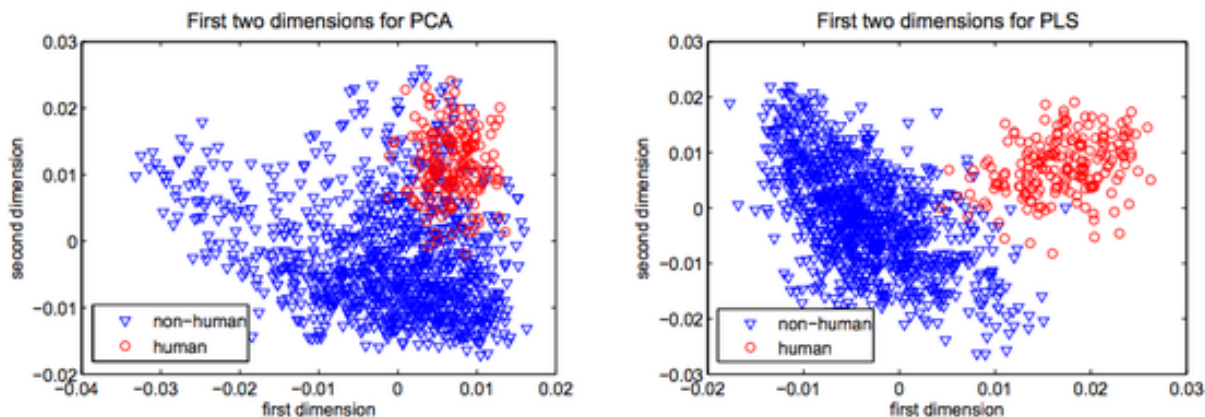 First two dimensions for PCA
0.03
0.02
0.01
0
−0.01
−0.02
second dimension
non−human
human
−0.04
−0.03
−0.02
−0.01
0
0.01
0.02
first dimension
First two dimensions for PLS
0.03
0.02
0.01
0
−0.01
−0.02
−0.03
second dimension
non−human
human
−0.02
−0.01
0
0.01
0.02
0.03
first dimension